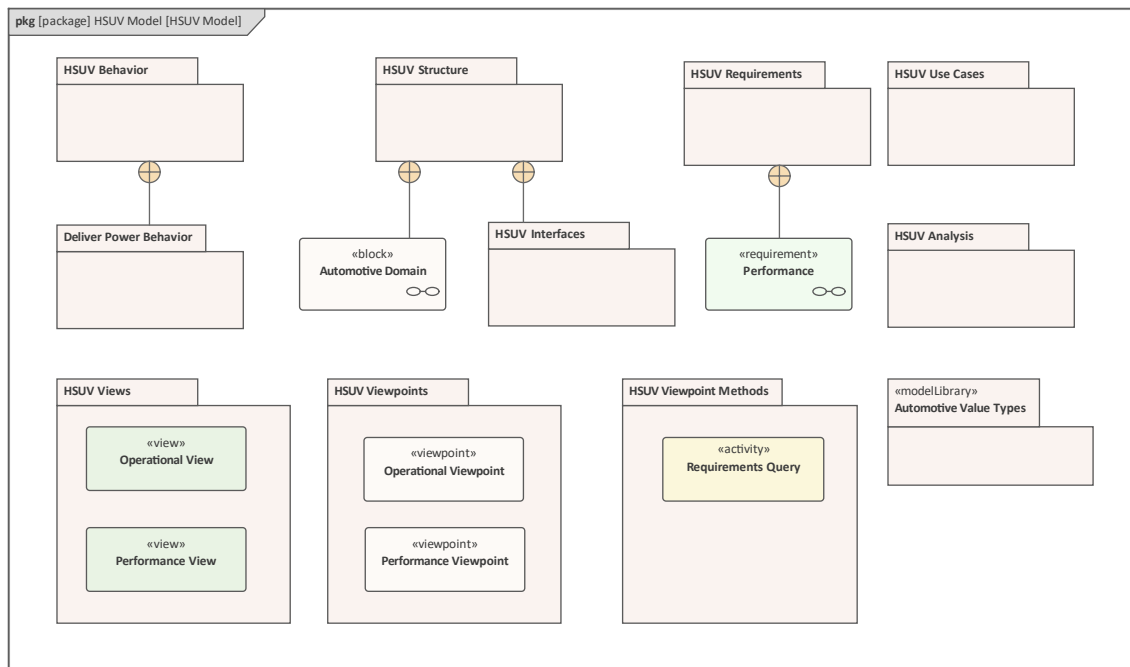 pkg [package] HSUV Model [HSUV Model]
HSUV Behavior
HSUV Structure
HSUV Requirements
HSUV Use Cases
Deliver Power Behavior
«block»
Automotive Domain
HSUV Interfaces
«requirement»
Performance
HSUV Analysis
HSUV Views
«view»
Operational View
«view»
Performance View
HSUV Viewpoints
«viewpoint»
Operational Viewpoint
«viewpoint»
Performance Viewpoint
HSUV Viewpoint Methods
«activity»
Requirements Query
«modelLibrary»
Automotive Value Types